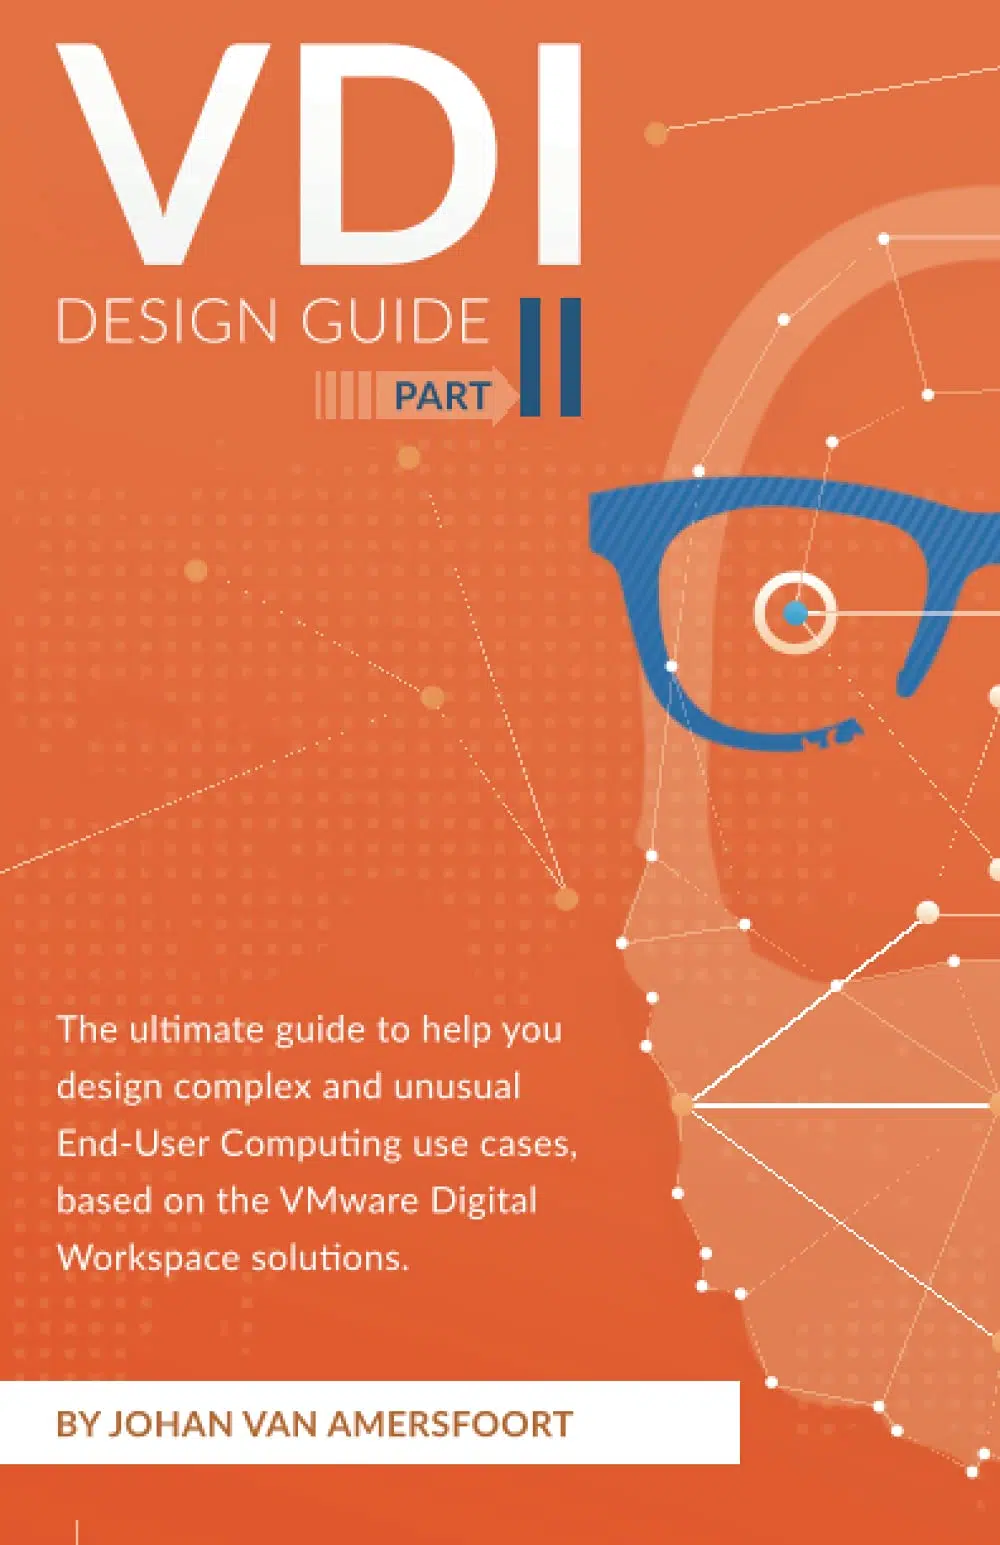 VDI
DESIGN GUIDE II
PART
The ultimate guide to help you
design complex and unusual
End-User Computing use cases,
based on the VMware Digital
Workspace solutions.
BY JOHAN VAN AMERSFOORT